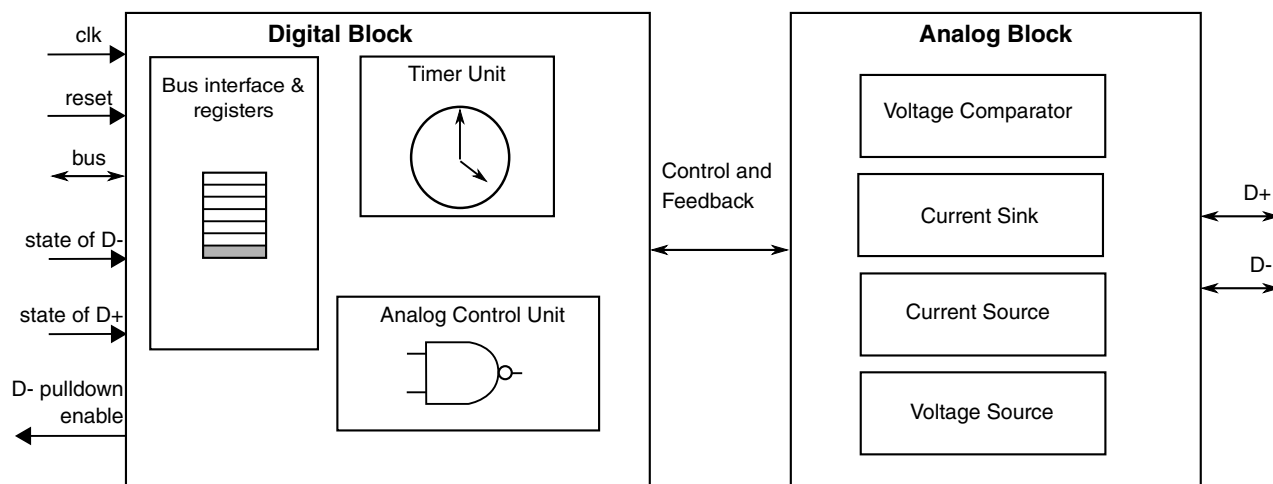 Digital Block
Analog Block
clk
reset
bus
state of D-
state of D+
D- pulldown
enable
Bus interface &
registers
Timer Unit
Analog Control Unit
Control and
Feedback
Voltage Comparator
Current Sink
Current Source
Voltage Source
D+
D-